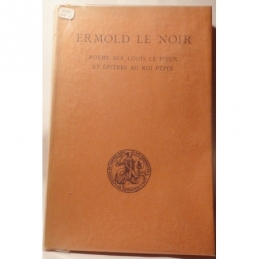 ERMOLD LE NOIR
POÈME SUR LOUIS LE PIEUX
ET ÉPITRES AU ROI PÉPIN